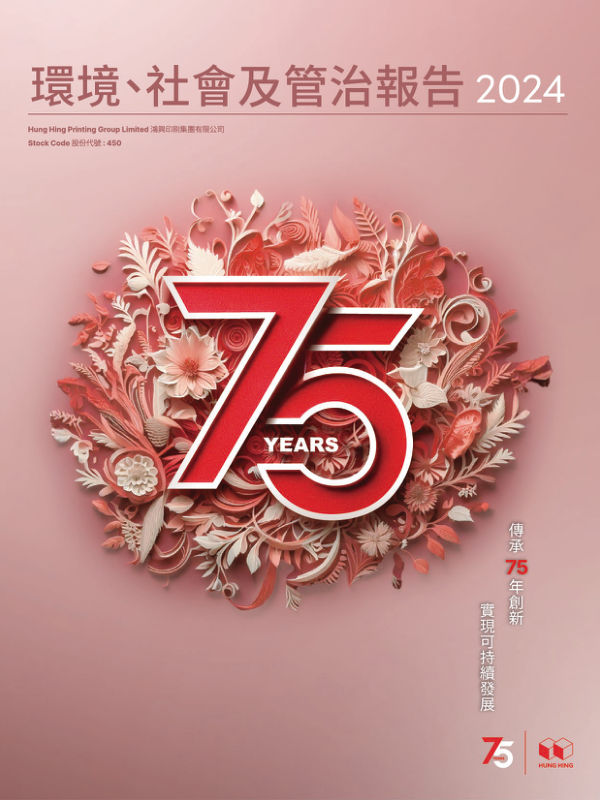 環境、社會及管治報告 2024
Hung Hing Printing Group Limited 鴻興印刷集團有限公司
Stock Code 股份代號 : 450
75
YEARS
傳承 75 年創新
實現可持續發展
75
YEARS
HUNG HING